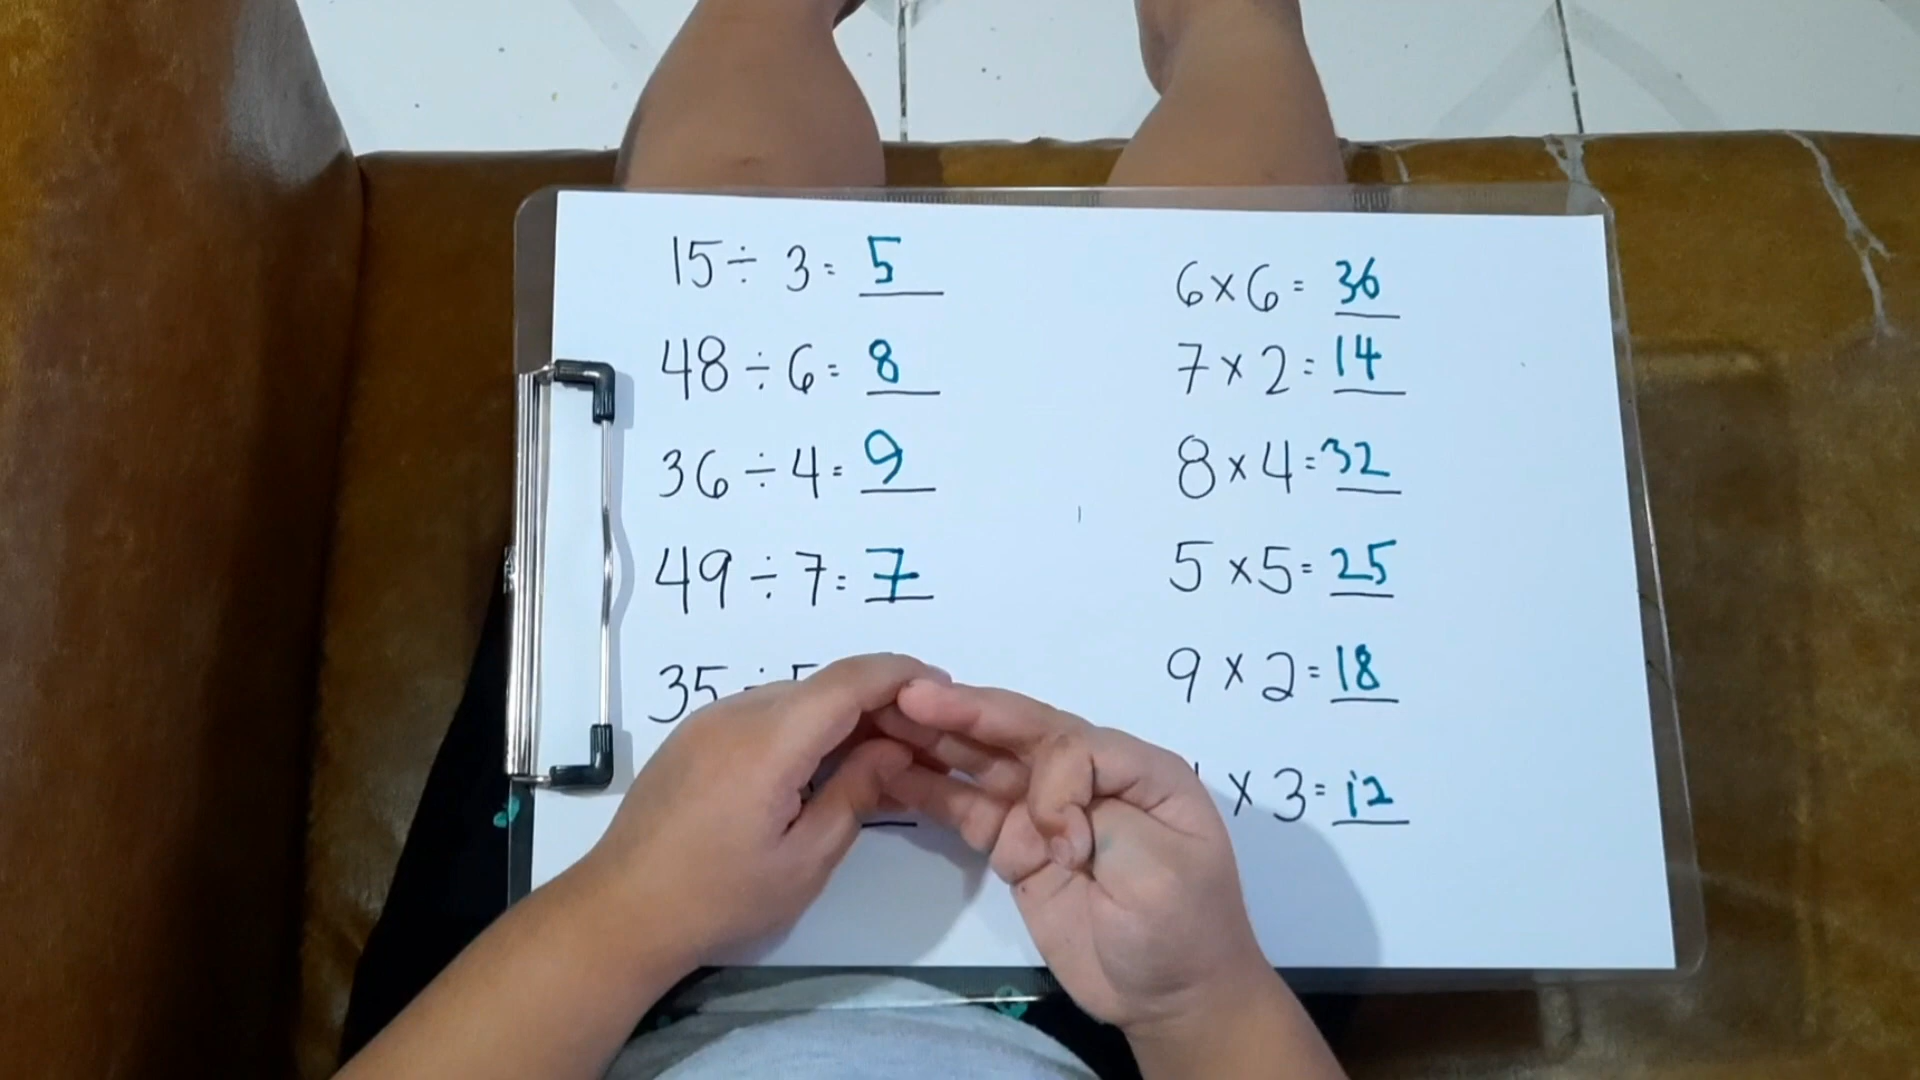 15 ÷ 3 = 5
48 ÷ 6 = 8
36 ÷ 4 = 9
49 ÷ 7 = 7
35 ÷
6 × 6 = 36
7 × 2 = 14
8 × 4 = 32
5 × 5 = 25
9 × 2 = 18
× 3 = 12